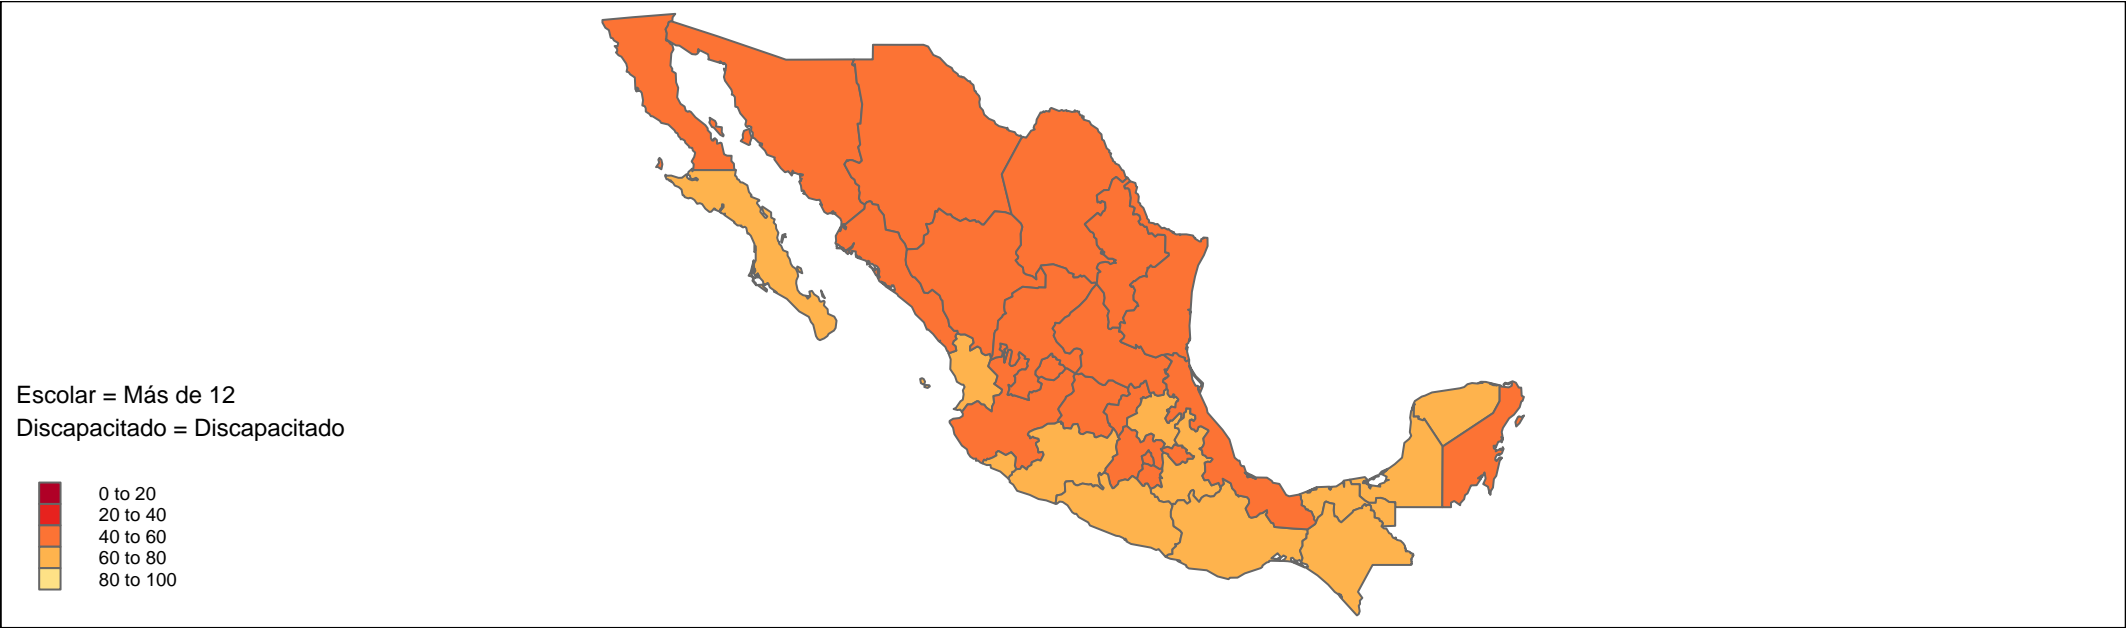 Escolar = Más de 12
Discapacitado = Discapacitado
0 to 20
20 to 40
40 to 60
60 to 80
80 to 100